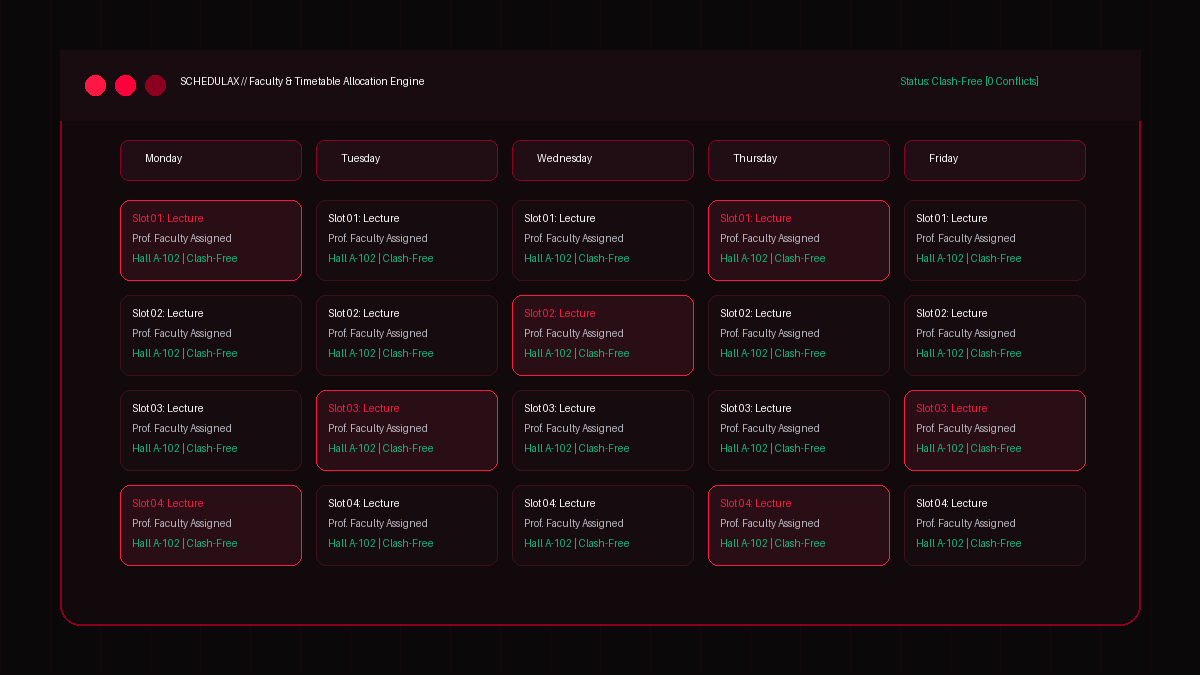 SCHEDULAX // Faculty & Timetable Allocation Engine
Status: Clash-Free [0 Conflicts]
Monday
Tuesday
Wednesday
Thursday
Friday
Slot 01: Lecture
Prof. Faculty Assigned
Hall A-102 | Clash-Free
Slot 01: Lecture
Prof. Faculty Assigned
Hall A-102 | Clash-Free
Slot 01: Lecture
Prof. Faculty Assigned
Hall A-102 | Clash-Free
Slot 01: Lecture
Prof. Faculty Assigned
Hall A-102 | Clash-Free
Slot 01: Lecture
Prof. Faculty Assigned
Hall A-102 | Clash-Free
Slot 02: Lecture
Prof. Faculty Assigned
Hall A-102 | Clash-Free
Slot 02: Lecture
Prof. Faculty Assigned
Hall A-102 | Clash-Free
Slot 02: Lecture
Prof. Faculty Assigned
Hall A-102 | Clash-Free
Slot 02: Lecture
Prof. Faculty Assigned
Hall A-102 | Clash-Free
Slot 02: Lecture
Prof. Faculty Assigned
Hall A-102 | Clash-Free
Slot 03: Lecture
Prof. Faculty Assigned
Hall A-102 | Clash-Free
Slot 03: Lecture
Prof. Faculty Assigned
Hall A-102 | Clash-Free
Slot 03: Lecture
Prof. Faculty Assigned
Hall A-102 | Clash-Free
Slot 03: Lecture
Prof. Faculty Assigned
Hall A-102 | Clash-Free
Slot 03: Lecture
Prof. Faculty Assigned
Hall A-102 | Clash-Free
Slot 04: Lecture
Prof. Faculty Assigned
Hall A-102 | Clash-Free
Slot 04: Lecture
Prof. Faculty Assigned
Hall A-102 | Clash-Free
Slot 04: Lecture
Prof. Faculty Assigned
Hall A-102 | Clash-Free
Slot 04: Lecture
Prof. Faculty Assigned
Hall A-102 | Clash-Free
Slot 04: Lecture
Prof. Faculty Assigned
Hall A-102 | Clash-Free